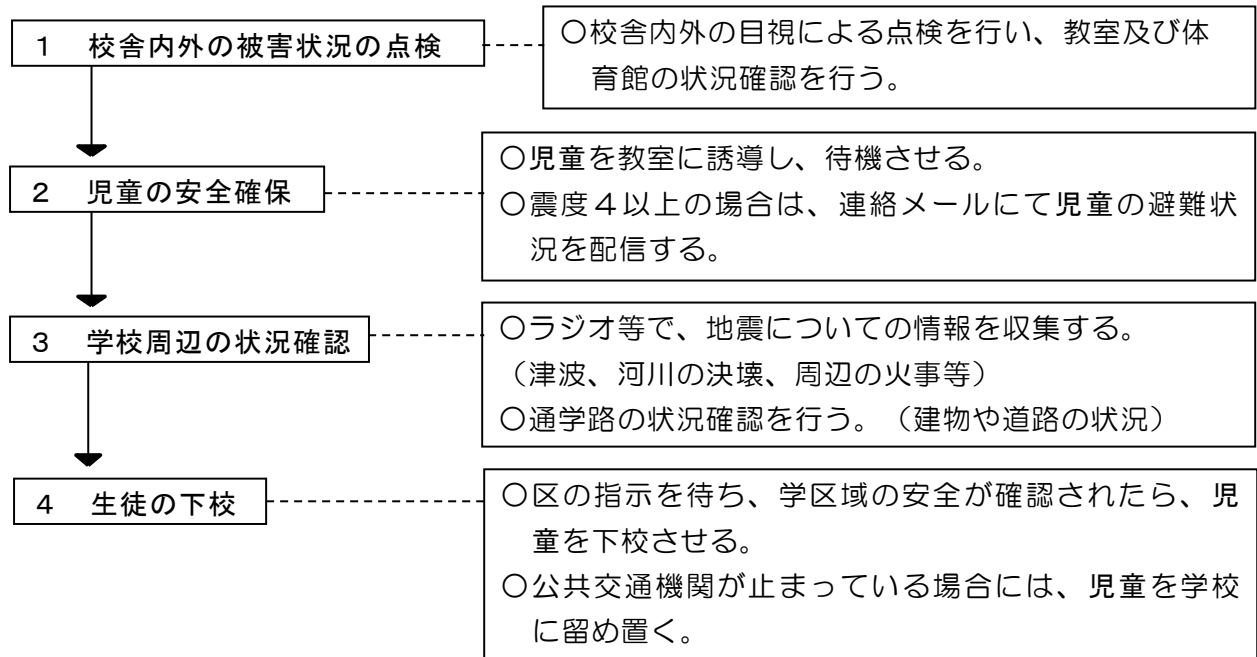 1 校舎内外の被害状況の点検
〇校舎内外の目視による点検を行い、教室及び体
育館の状況確認を行う。
2 児童の安全確保
〇児童を教室に誘導し、待機させる。
〇震度４以上の場合は、連絡メールにて児童の避難状
況を配信する。
3 学校周辺の状況確認
〇ラジオ等で、地震についての情報を収集する。
（津波、河川の決壊、周辺の火事等）
〇通学路の状況確認を行う。（建物や道路の状況）
4 生徒の下校
〇区の指示を待ち、学区域の安全が確認されたら、児
童を下校させる。
〇公共交通機関が止まっている場合には、児童を学校
に留め置く。